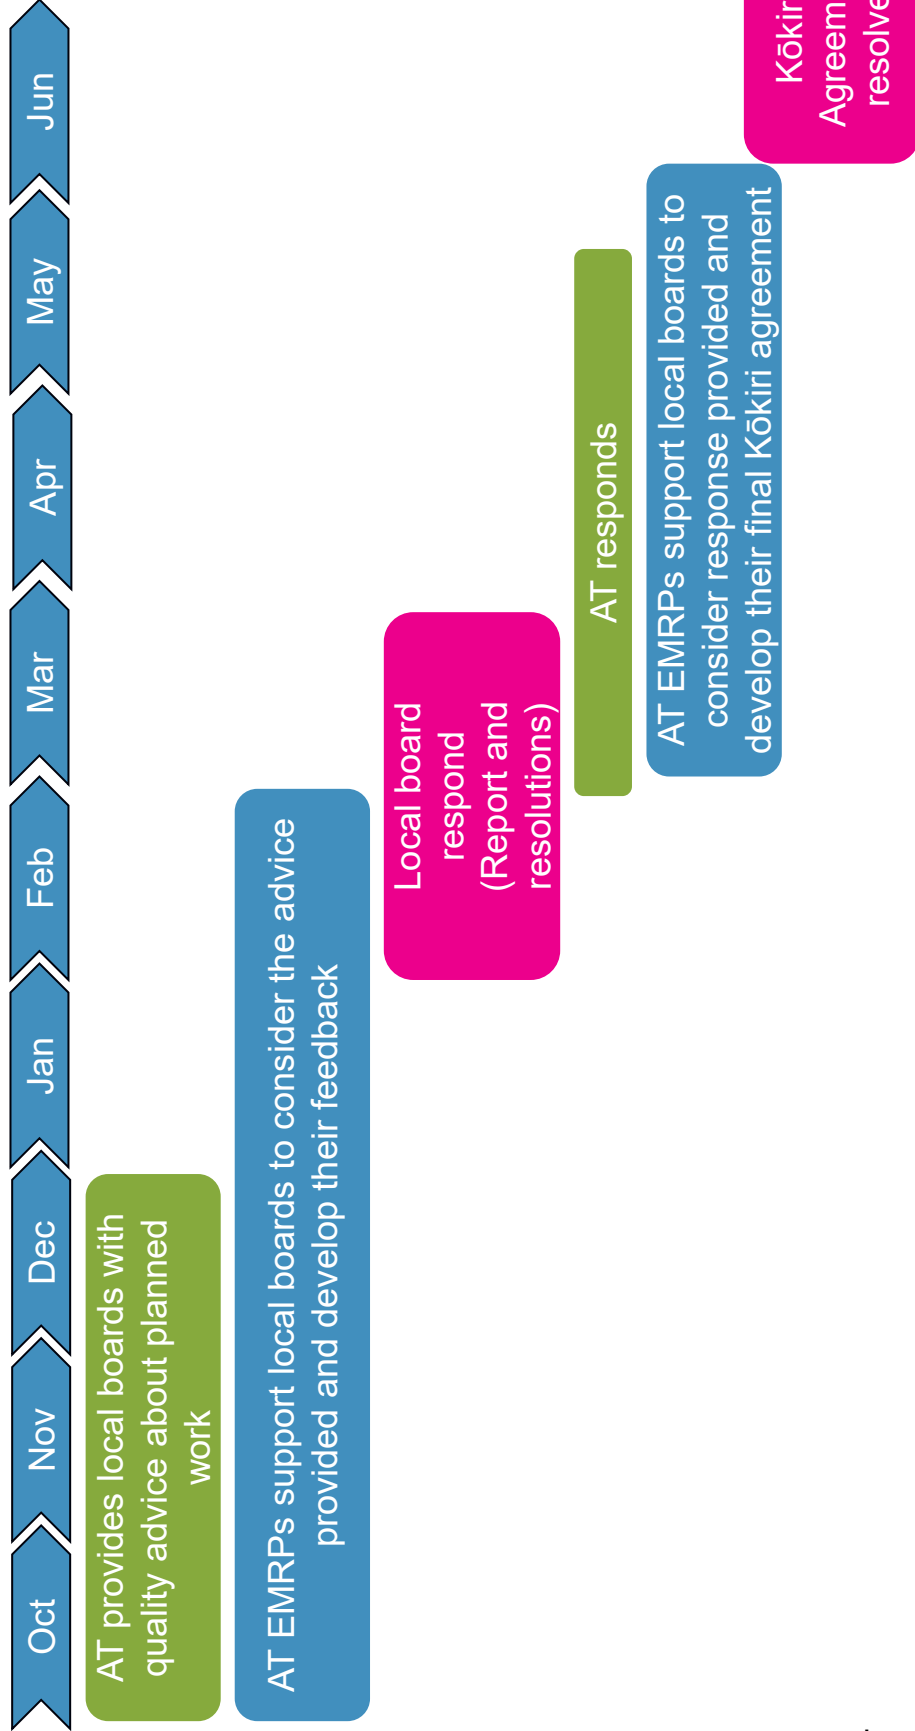 Oct
Nov
Dec
Jan
Feb
Mar
Apr
May
Jun
AT provides local boards with
quality advice about planned
work
AT EMRPs support local boards to consider the advice
provided and develop their feedback
Local board
respond
(Report and
resolutions)
AT responds
AT EMRPs support local boards to
consider response provided and
develop their final Kōkiri agreement